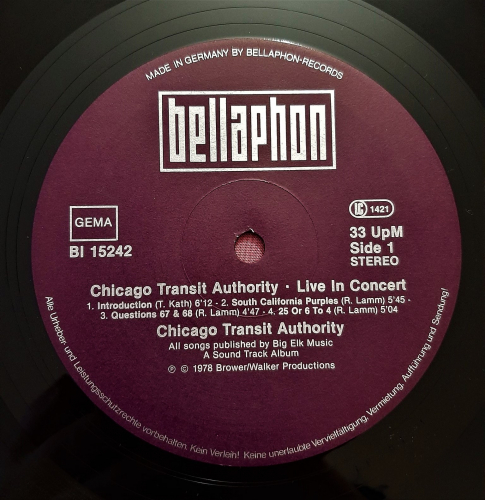 MADE IN GERMANY BY BELLAPHON-RECORDS
bellaphon
GEMA
LC 1421
BI 15242
33 UpM
Side 1
STEREO
Chicago Transit Authority · Live In Concert
1. Introduction (T. Kath) 6'12 - 2. South California Purples (R. Lamm) 5'45 -
3. Questions 67 & 68 (R. Lamm) 4'47 - 4. 25 Or 6 To 4 (R. Lamm) 5'04
Chicago Transit Authority
All songs published by Big Elk Music
A Sound Track Album
℗ © 1978 Brower/Walker Productions
Alle Urheber- und Leistungsschutzrechte vorbehalten. Kein Verleih! Keine unerlaubte Vervielfältigung, Vermietung, Aufführung und Sendung!